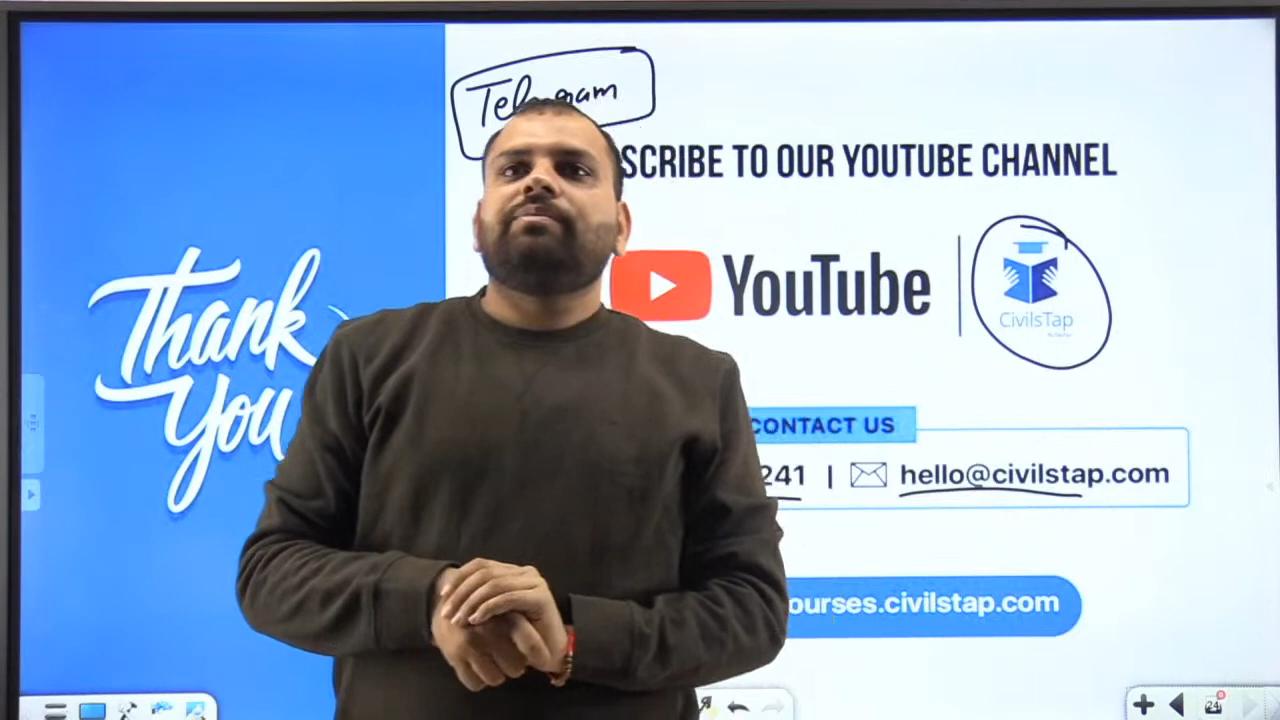 Telegram
SCRIBE TO OUR YOUTUBE CHANNEL
Thank
You
YouTube
CivilsTap
CONTACT US
241 | hello@civilstap.com
ourses.civilstap.com
24